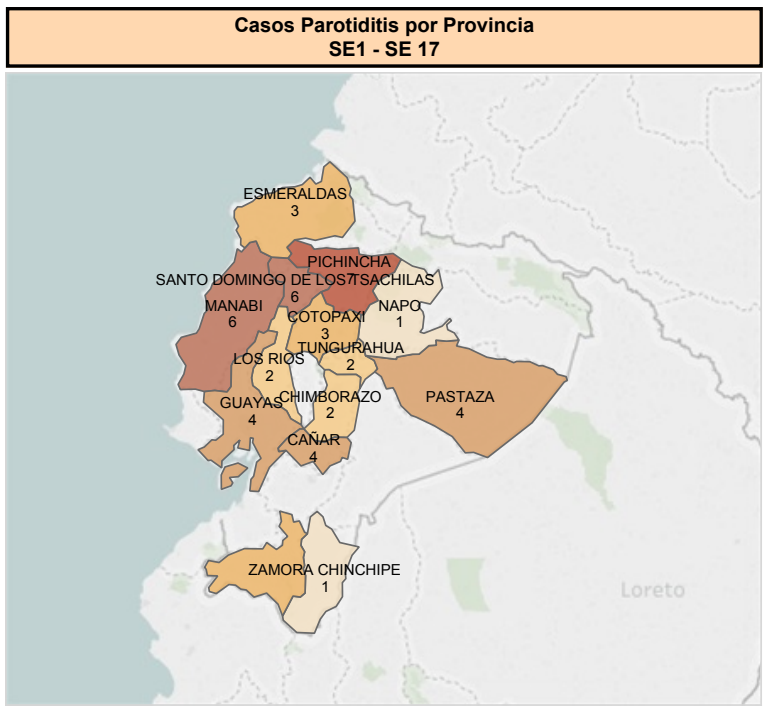 Casos Parotiditis por Provincia
SE1 - SE 17
ESMERALDAS
3
PICHINCHA
7
SANTO DOMINGO DE LOS TSACHILAS
6
MANABI
6
NAPO
1
COTOPAXI
3
TUNGURAHUA
2
LOS RIOS
2
CHIMBORAZO
2
PASTAZA
4
GUAYAS
4
CAÑAR
4
ZAMORA CHINCHIPE
1
Loreto